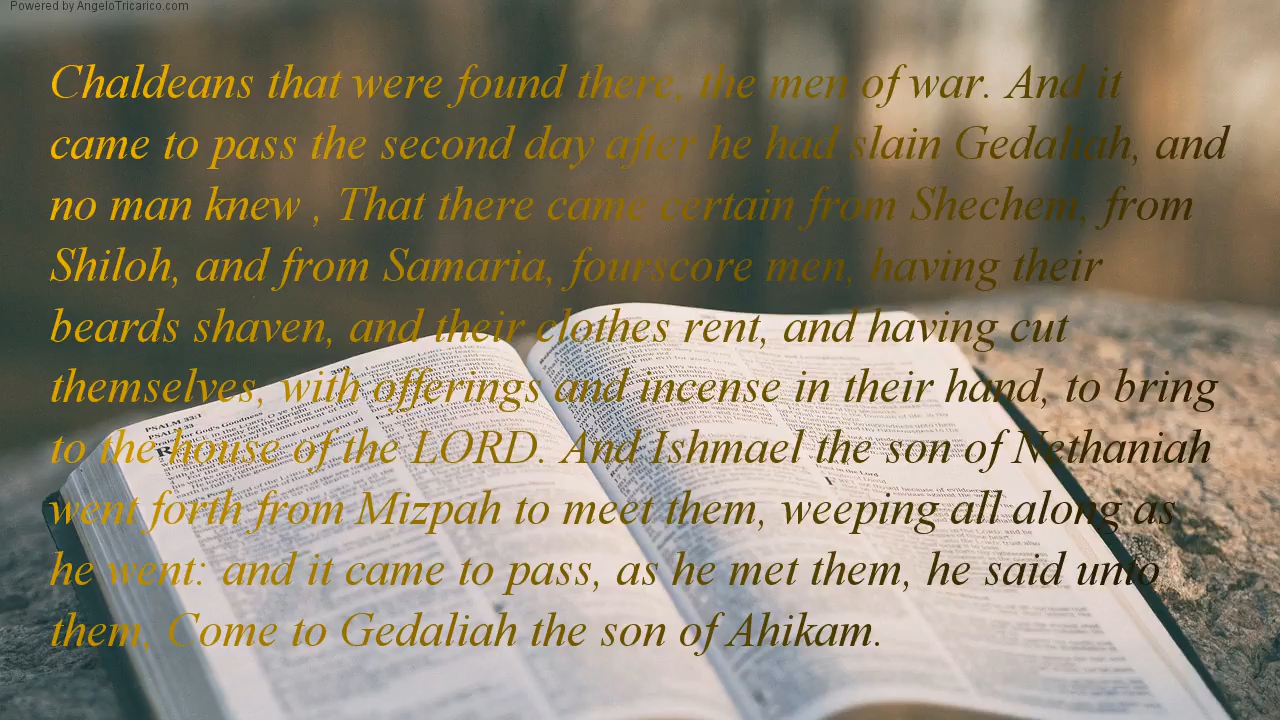 Powered by AngeloTricarico.com
Chaldeans that were found there, the men of war. And it
came to pass the second day after he had slain Gedaliah, and
no man knew , That there came certain from Shechem, from
Shiloh, and from Samaria, fourscore men, having their
beards shaven, and their clothes rent, and having cut
themselves, with offerings and incense in their hand, to bring
to the house of the LORD. And Ishmael the son of Nethaniah
went forth from Mizpah to meet them, weeping all along as
he went: and it came to pass, as he met them, he said unto
them, Come to Gedaliah the son of Ahikam.